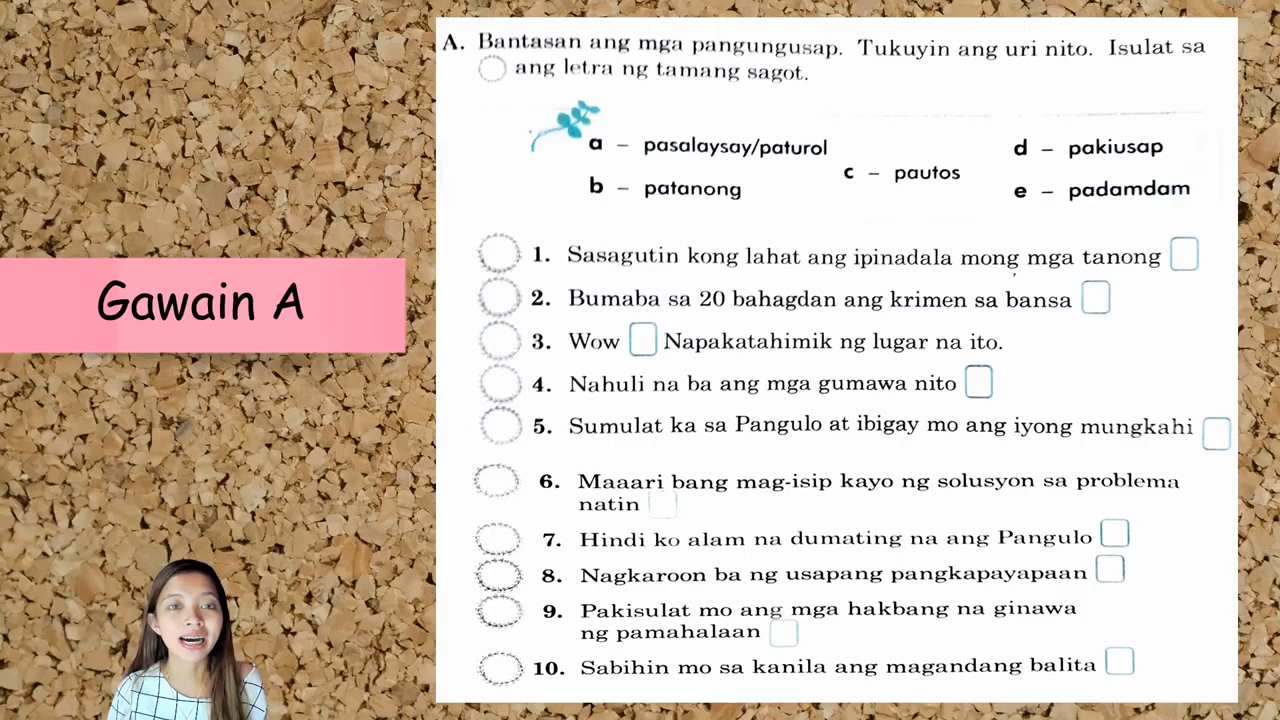 Gawain A
A. Bantasan ang mga pangungusap. Tukuyin ang uri nito. Isulat sa
ang letra ng tamang sagot.
a – pasalaysay/paturol
b – patanong
c – pautos
d – pakiusap
e – padamdam
1. Sasagutin kong lahat ang ipinadala mong mga tanong
2. Bumaba sa 20 bahagdan ang krimen sa bansa
3. Wow Napakatahimik ng lugar na ito.
4. Nahuli na ba ang mga gumawa nito
5. Sumulat ka sa Pangulo at ibigay mo ang iyong mungkahi
6. Maaari bang mag-isip kayo ng solusyon sa problema
natin
7. Hindi ko alam na dumating na ang Pangulo
8. Nagkaroon ba ng usapang pangkapayapaan
9. Pakisulat mo ang mga hakbang na ginawa
ng pamahalaan
10. Sabihin mo sa kanila ang magandang balita